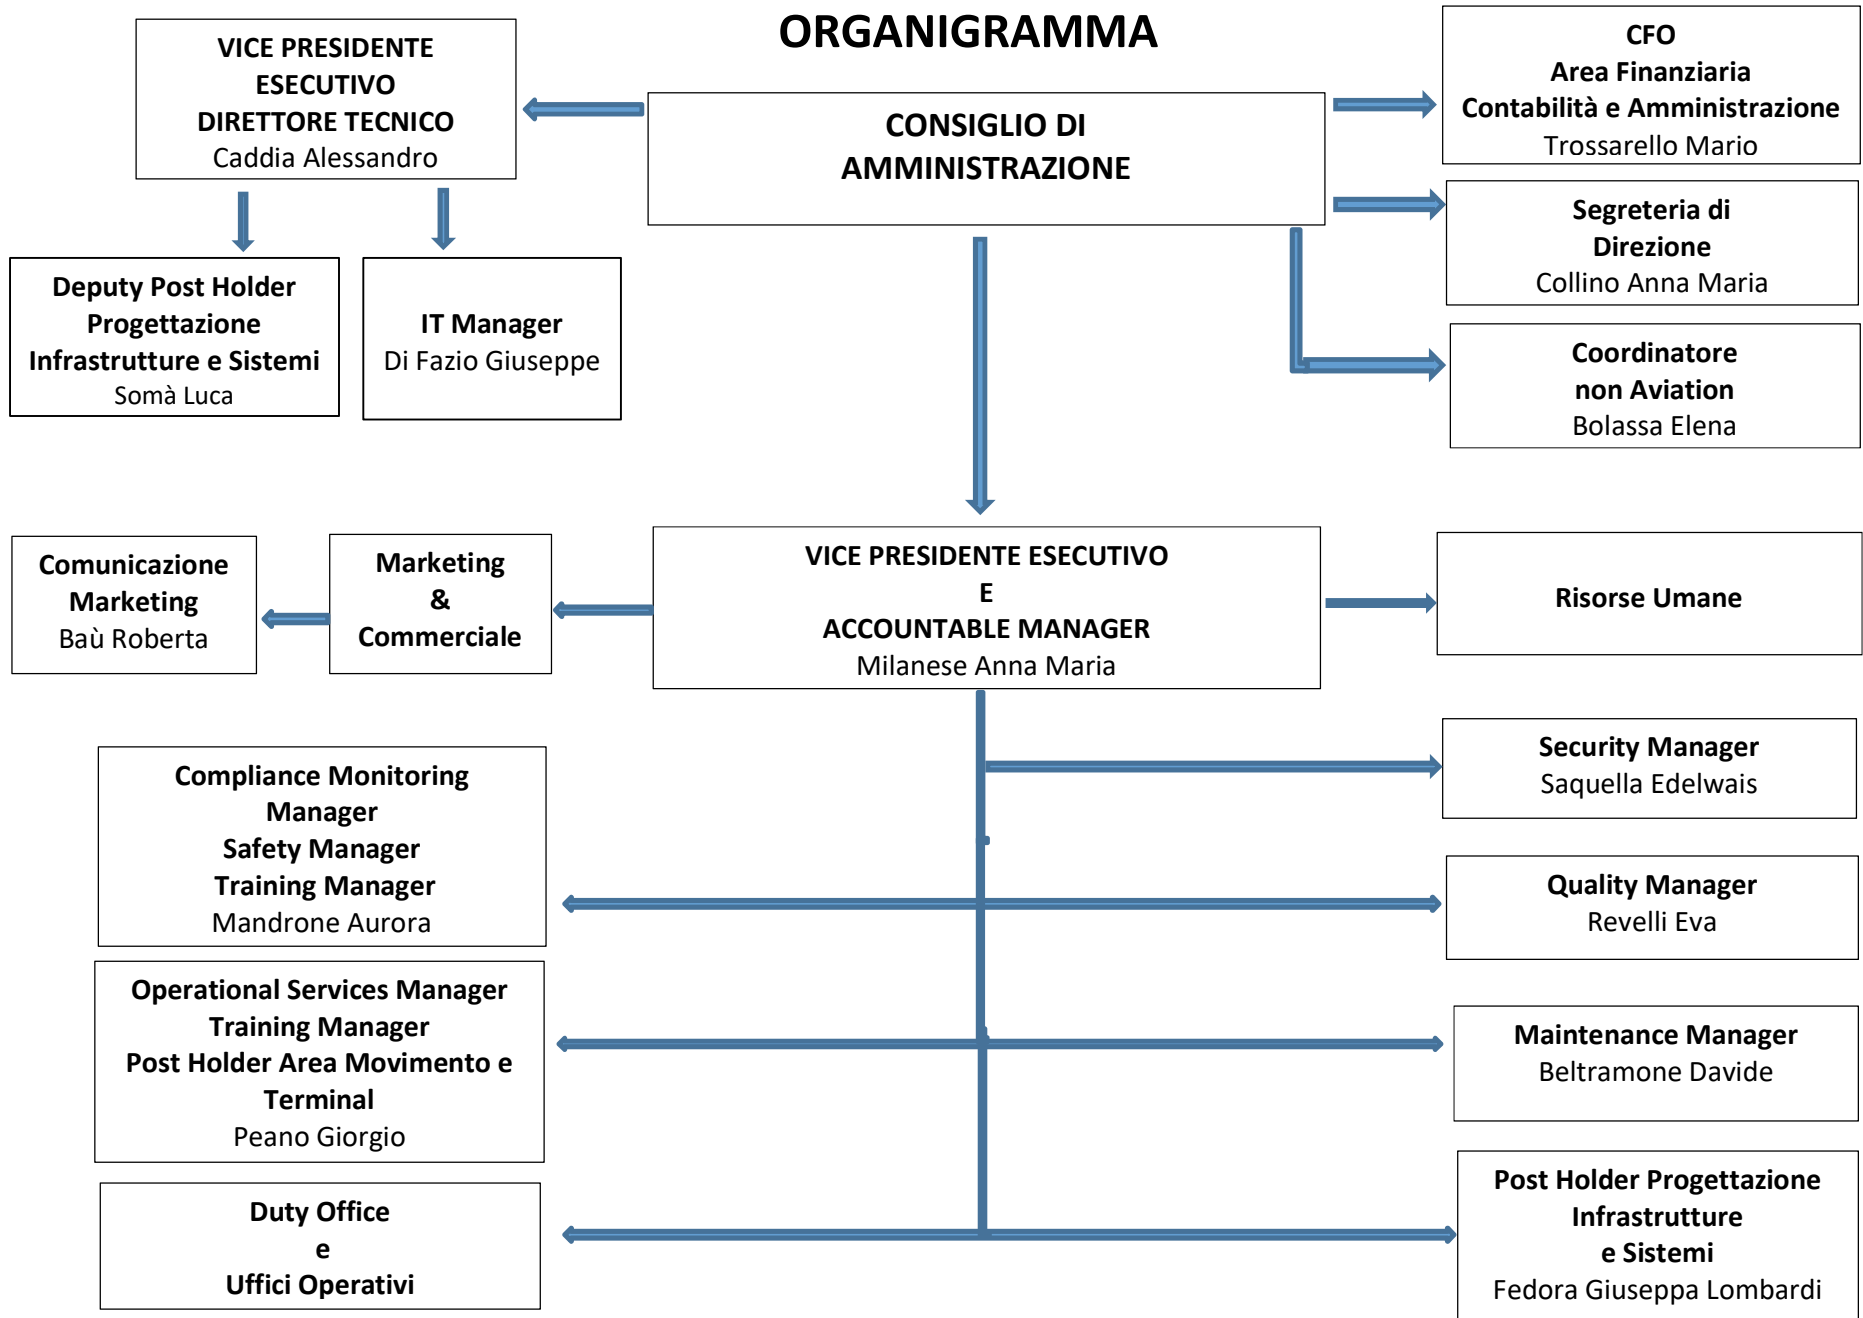 ORGANIGRAMMA
VICE PRESIDENTE
ESECUTIVO
DIRETTORE TECNICO
Caddia Alessandro
CONSIGLIO DI
AMMINISTRAZIONE
CFO
Area Finanziaria
Contabilità e Amministrazione
Trossarello Mario
Segreteria di
Direzione
Collino Anna Maria
Deputy Post Holder
Progettazione
Infrastrutture e Sistemi
Somà Luca
IT Manager
Di Fazio Giuseppe
Coordinatore
non Aviation
Bolassa Elena
Comunicazione
Marketing
Baù Roberta
Marketing
&
Commerciale
VICE PRESIDENTE ESECUTIVO
E
ACCOUNTABLE MANAGER
Milanese Anna Maria
Risorse Umane
Compliance Monitoring
Manager
Safety Manager
Training Manager
Mandrone Aurora
Security Manager
Saquella Edelwais
Quality Manager
Revelli Eva
Operational Services Manager
Training Manager
Post Holder Area Movimento e
Terminal
Peano Giorgio
Maintenance Manager
Beltramone Davide
Duty Office
e
Uffici Operativi
Post Holder Progettazione
Infrastrutture
e Sistemi
Fedora Giuseppa Lombardi